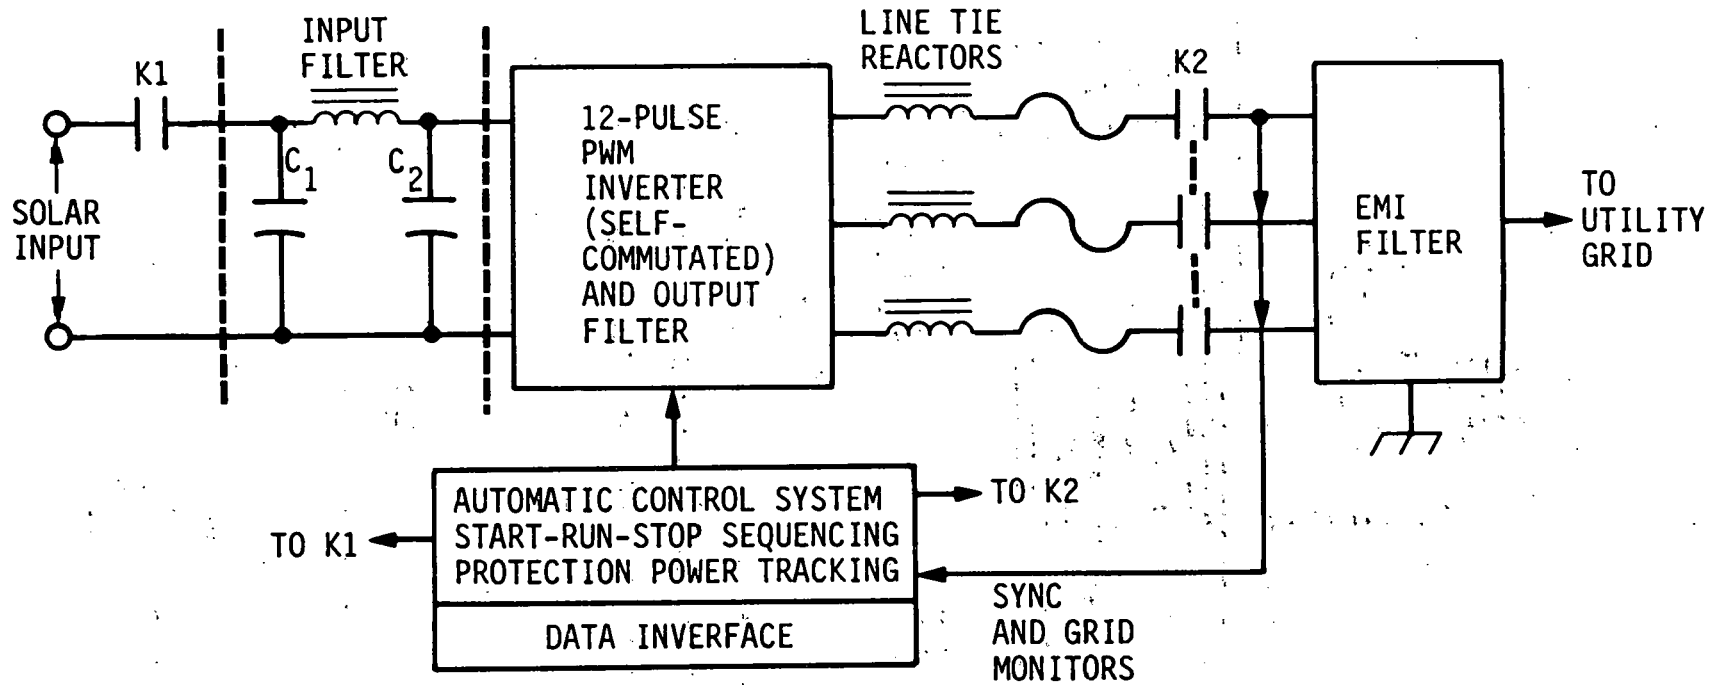 INPUT
FILTER
LINE TIE
REACTORS
K1
K2
C1
C2
SOLAR
INPUT
12-PULSE
PWM
INVERTER
(SELF-
COMMUTATED)
AND OUTPUT
FILTER
EMI
FILTER
TO
UTILITY
GRID
AUTOMATIC CONTROL SYSTEM
START-RUN-STOP SEQUENCING
PROTECTION POWER TRACKING
DATA INVERFACE
TO K1
TO K2
SYNC
AND GRID
MONITORS